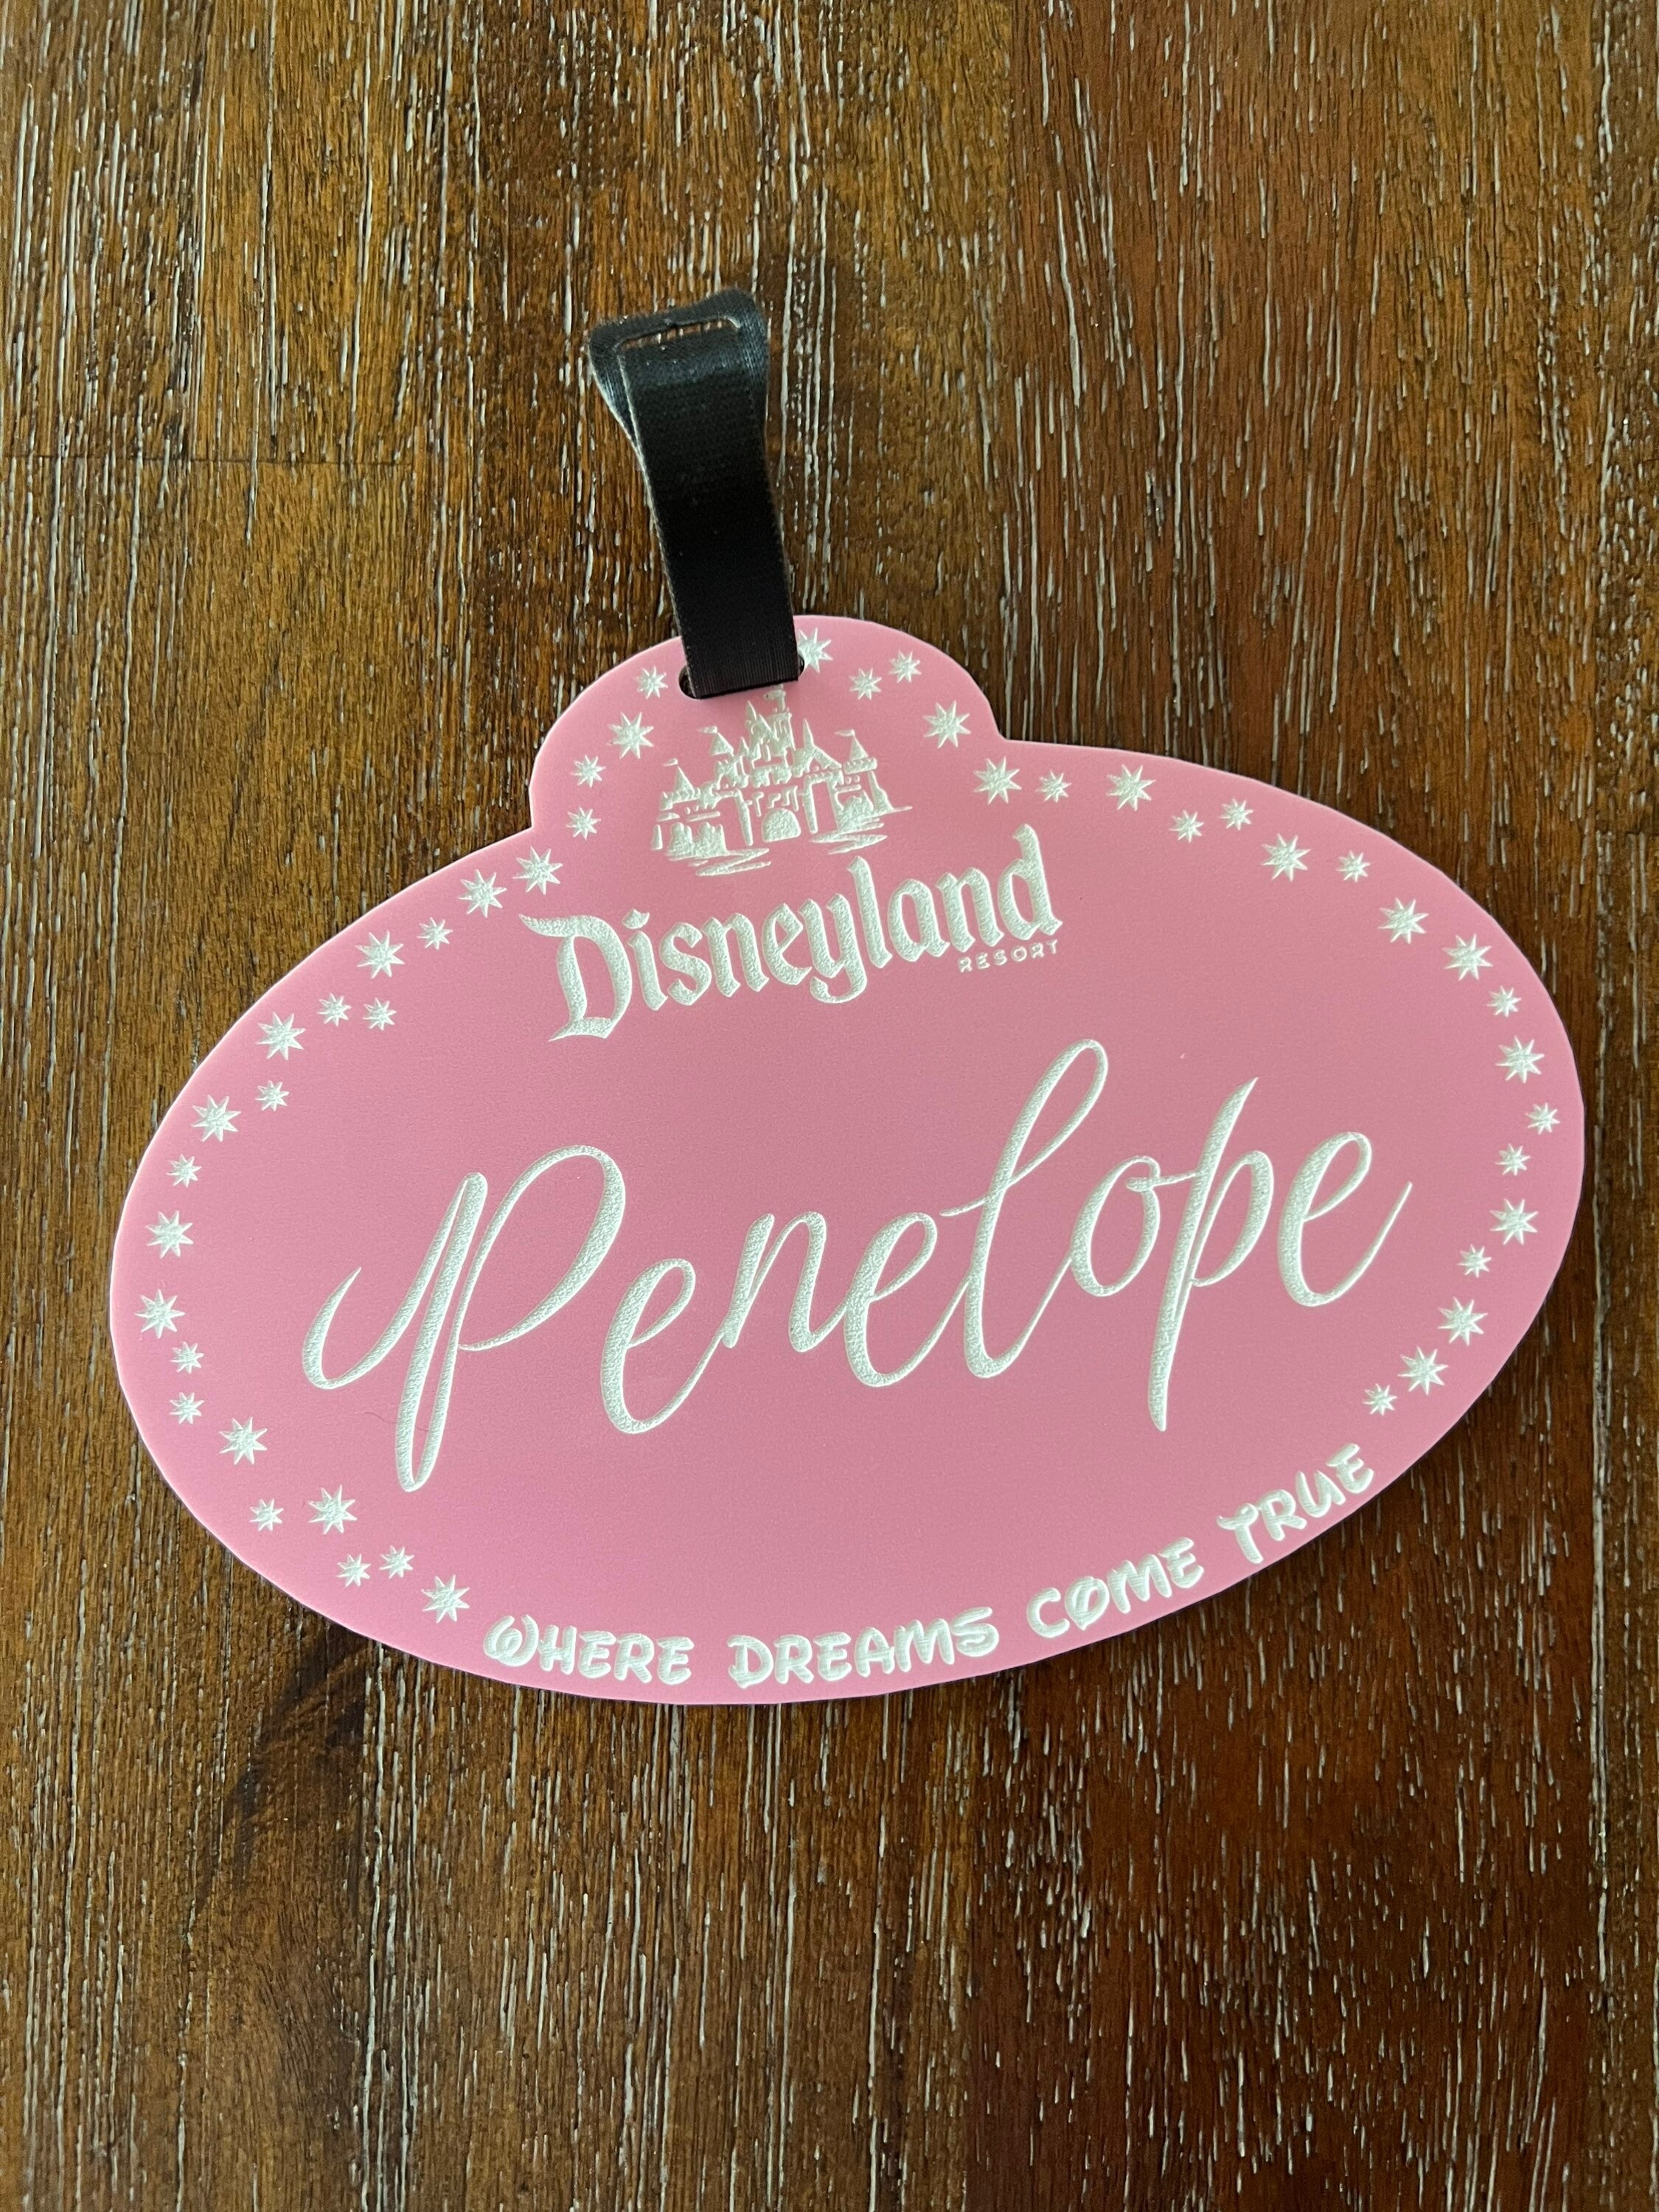 Disneyland
RESORT
Penelope
WHERE DREAMS COME TRUE